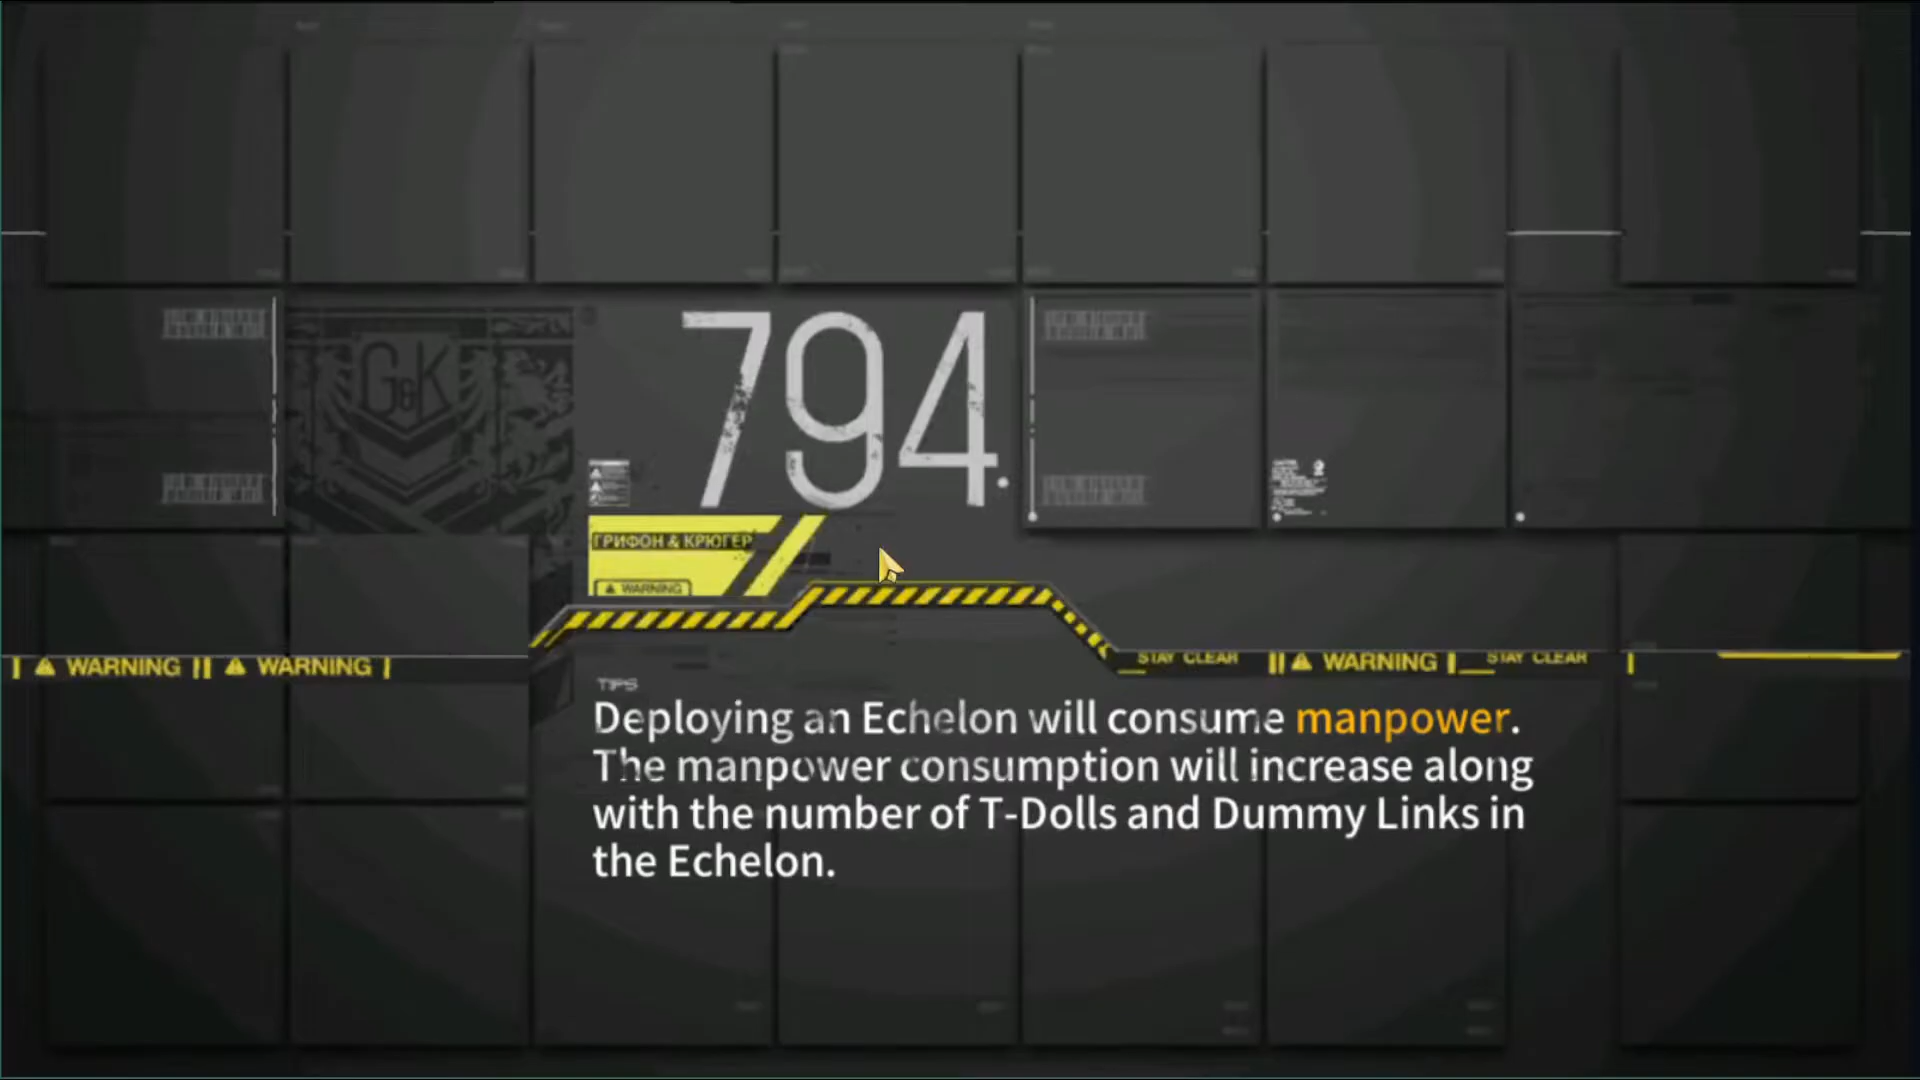 G&K
794
ГРИФОН & КРЮГЕР
WARNING
WARNING
WARNING
STAY CLEAR
WARNING
STAY CLEAR
TIPS
Deploying an Echelon will consume manpower.
The manpower consumption will increase along
with the number of T-Dolls and Dummy Links in
the Echelon.